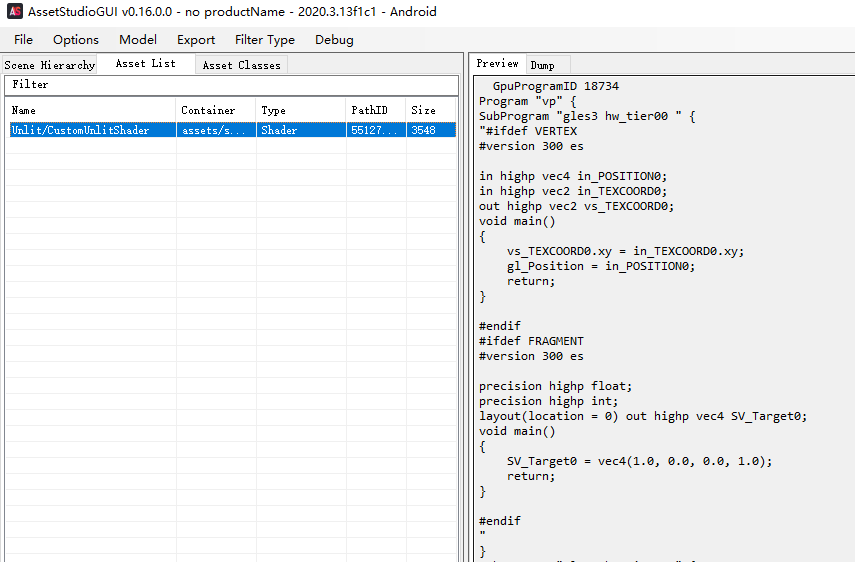 AS AssetStudioGUI v0.16.0.0 - no productName - 2020.3.13f1c1 - Android
File Options Model Export Filter Type Debug
Scene Hierarchy Asset List Asset Classes
Filter
Name Container Type PathID Size
Unlit/CustomUnlitShader assets/s... Shader 55127... 3548
Preview Dump
GpuProgramID 18734
Program "vp" {
SubProgram "gles3 hw_tier00 " {
"#ifdef VERTEX
#version 300 es
in highp vec4 in_POSITION0;
in highp vec2 in_TEXCOORD0;
out highp vec2 vs_TEXCOORD0;
void main()
{
vs_TEXCOORD0.xy = in_TEXCOORD0.xy;
gl_Position = in_POSITION0;
return;
}
#endif
#ifdef FRAGMENT
#version 300 es
precision highp float;
precision highp int;
layout(location = 0) out highp vec4 SV_Target0;
void main()
{
SV_Target0 = vec4(1.0, 0.0, 0.0, 1.0);
return;
}
#endif
"
}